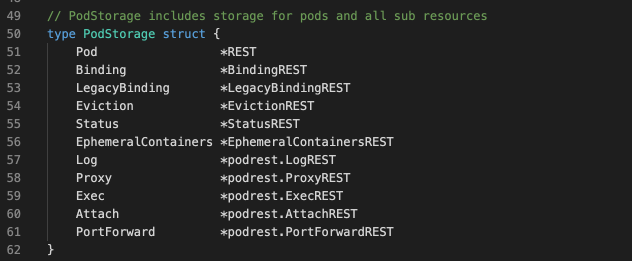 49 // PodStorage includes storage for pods and all sub resources
50 type PodStorage struct {
51 Pod *REST
52 Binding *BindingREST
53 LegacyBinding *LegacyBindingREST
54 Eviction *EvictionREST
55 Status *StatusREST
56 EphemeralContainers *EphemeralContainersREST
57 Log *podrest.LogREST
58 Proxy *podrest.ProxyREST
59 Exec *podrest.ExecREST
60 Attach *podrest.AttachREST
61 PortForward *podrest.PortForwardREST
62 }